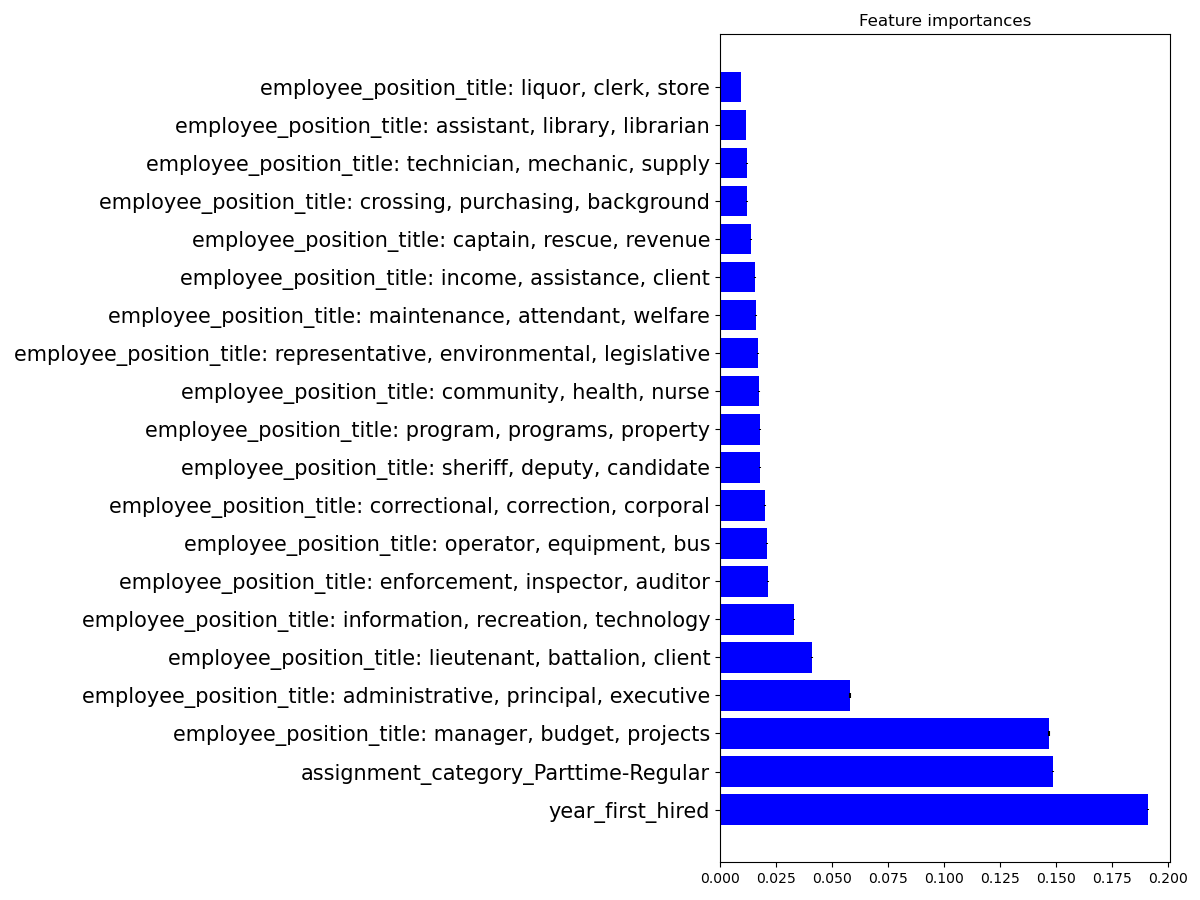 Feature importances
employee_position_title: liquor, clerk, store
employee_position_title: assistant, library, librarian
employee_position_title: technician, mechanic, supply
employee_position_title: crossing, purchasing, background
employee_position_title: captain, rescue, revenue
employee_position_title: income, assistance, client
employee_position_title: maintenance, attendant, welfare
employee_position_title: representative, environmental, legislative
employee_position_title: community, health, nurse
employee_position_title: program, programs, property
employee_position_title: sheriff, deputy, candidate
employee_position_title: correctional, correction, corporal
employee_position_title: operator, equipment, bus
employee_position_title: enforcement, inspector, auditor
employee_position_title: information, recreation, technology
employee_position_title: lieutenant, battalion, client
employee_position_title: administrative, principal, executive
employee_position_title: manager, budget, projects
assignment_category_Parttime-Regular
year_first_hired
0.000 0.025 0.050 0.075 0.100 0.125 0.150 0.175 0.200